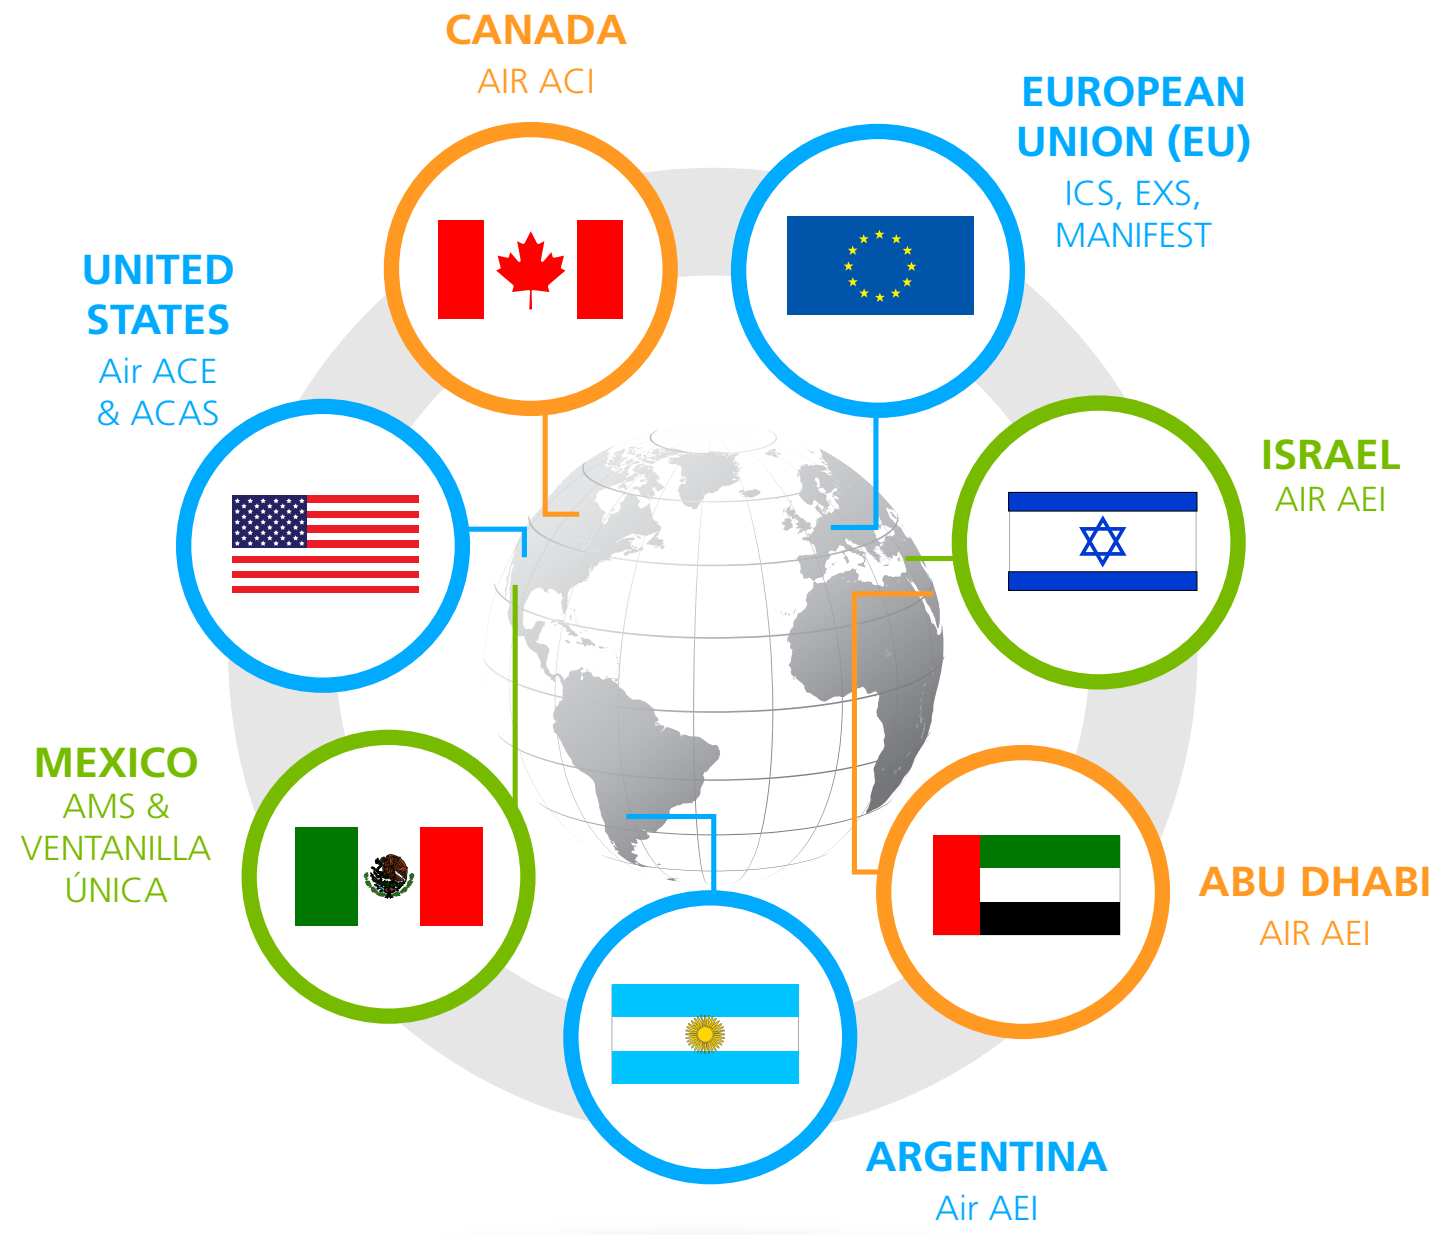 CANADA
AIR ACI
EUROPEAN
UNION (EU)
ICS, EXS,
MANIFEST
UNITED
STATES
Air ACE
& ACAS
ISRAEL
AIR AEI
MEXICO
AMS &
VENTANILLA
ÚNICA
ABU DHABI
AIR AEI
ARGENTINA
Air AEI